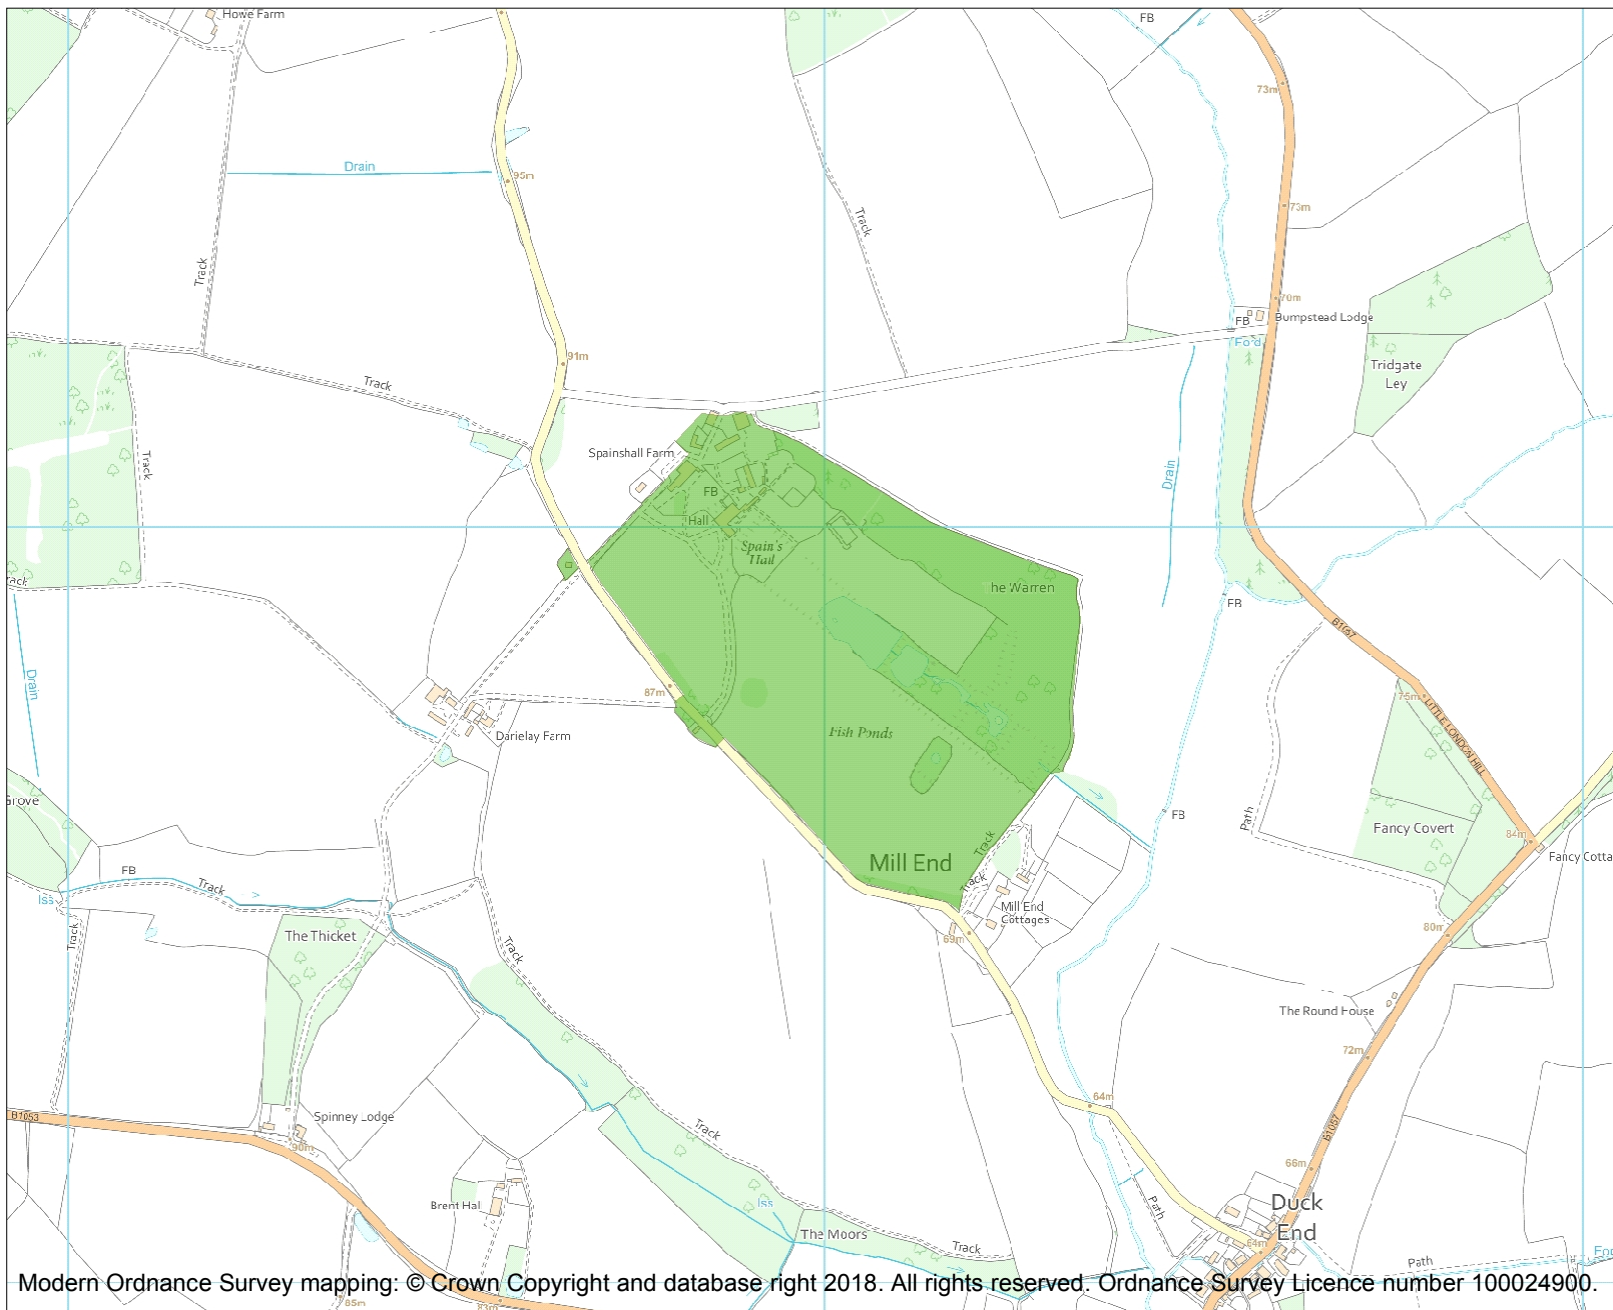 Howe Farm
FB
73m
Drain
95m
73m
Track
Track
70m
FB
Bumpstead Lodge
Ford
91m
Tridgate
Ley
Track
Spainshall Farm
Track
Drain
FB
Hall
Spain's
Hall
he Warren
FB
B1057
Drain
87m
75m
LITTLE LONDON HILL
Darielay Farm
Fish Ponds
Grove
FB
Path
Fancy Covert
84m
Fancy Cotta
Track
Mill End
FB
Track
Iss
Track
Mill End
Cottages
Track
The Thicket
69m
80m
Track
The Round House
72m
64m
B1053
Spinney Lodge
Track
B1057
90m
66m
Brent Hal
Iss
Path
Duck
End
The Moors
Track
64m
Path
For
Modern Ordnance Survey mapping: © Crown Copyright and database right 2018. All rights reserved. Ordnance Survey Licence number 100024900.
85m
83m